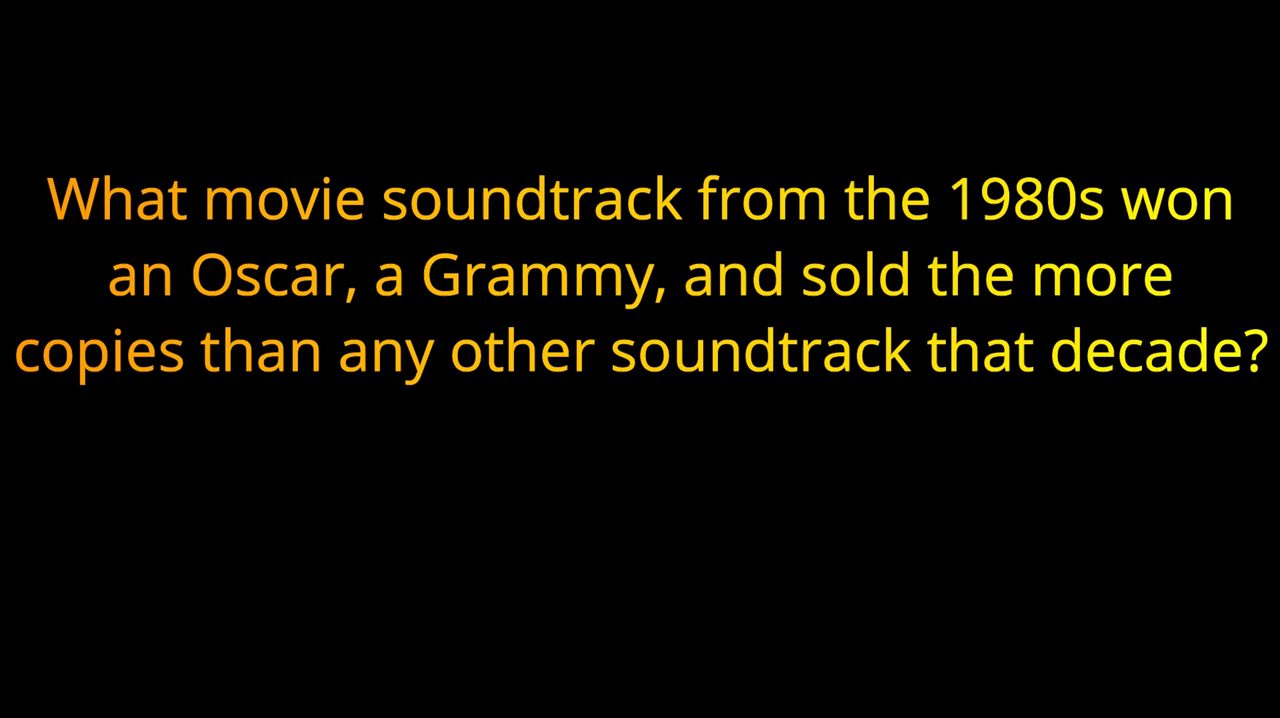 What movie soundtrack from the 1980s won
an Oscar, a Grammy, and sold the more
copies than any other soundtrack that decade?